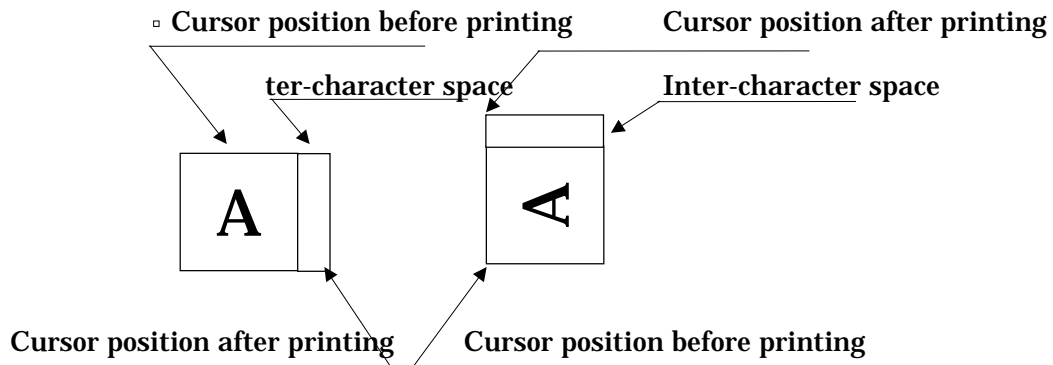 ▫ Cursor position before printing Cursor position after printing
ter-character space Inter-character space
A A
Cursor position after printing Cursor position before printing